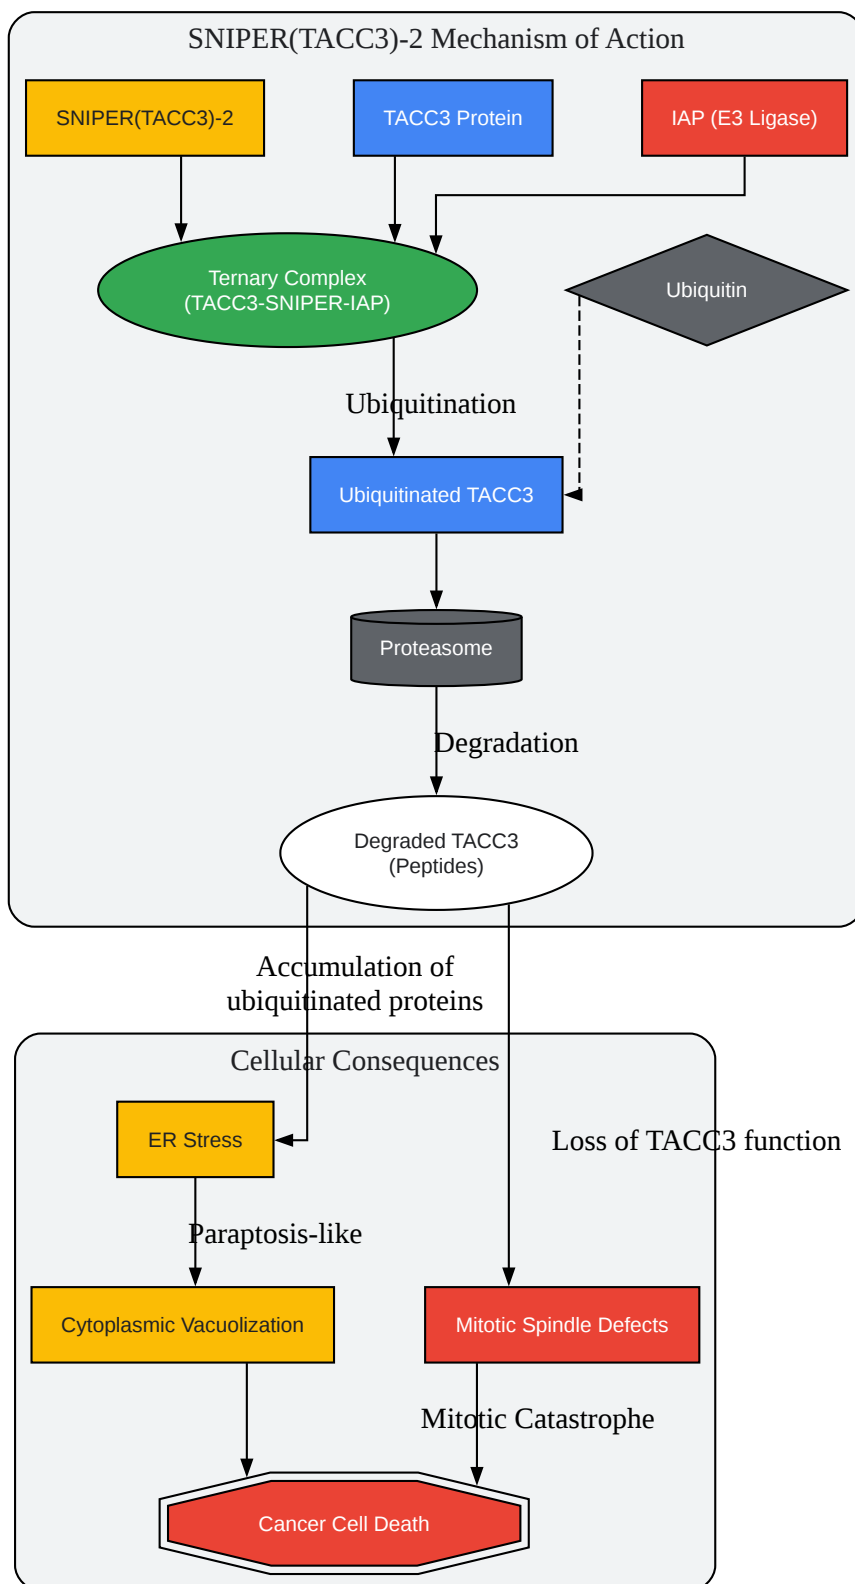 SNIPER(TACC3)-2 Mechanism of Action
SNIPER(TACC3)-2
TACC3 Protein
IAP (E3 Ligase)
Ternary Complex
(TACC3-SNIPER-IAP)
Ubiquitin
Ubiquitination
Ubiquitinated TACC3
Proteasome
Degradation
Degraded TACC3
(Peptides)
Accumulation of
ubiquitinated proteins
Cellular Consequences
ER Stress
Loss of TACC3 function
Paraptosis-like
Cytoplasmic Vacuolization
Mitotic Spindle Defects
Mitotic Catastrophe
Cancer Cell Death